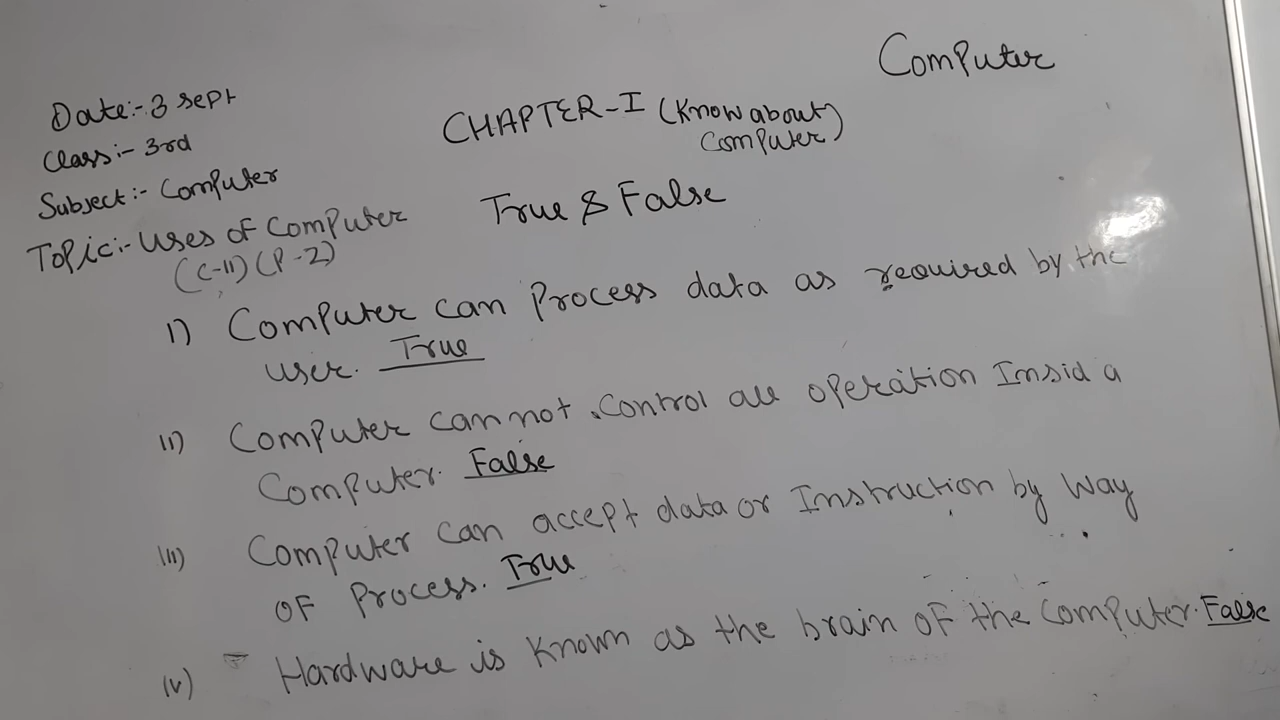 Computer
Date:- 3 sept
CHAPTER-I (Know about
Computer)
Class:- 3rd
Subject:- Computer
True & False
Topic:- Uses of Computer
(C-11) (P-2)
I) Computer can Process data as required by the
user. True
II) Computer cannot control all operation Insid a
Computer. False
III) Computer can accept data or Instruction by way
OF Process. True
IV) Hardware is known as the brain of the Computer. False